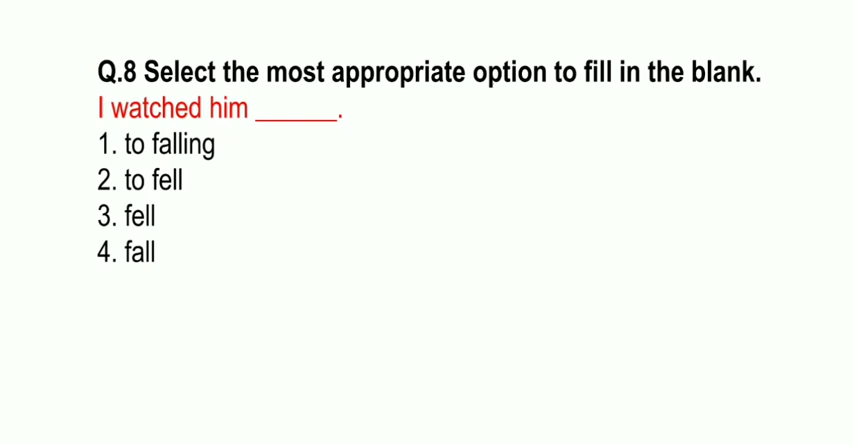 Q.8 Select the most appropriate option to fill in the blank.
I watched him ______.
1. to falling
2. to fell
3. fell
4. fall